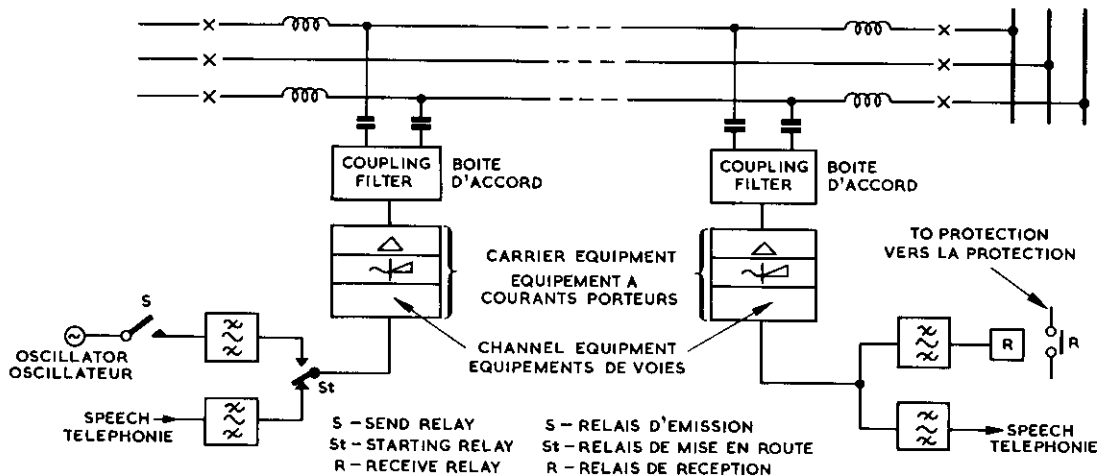 COUPLING
FILTER
BOITE
D'ACCORD
COUPLING
FILTER
BOITE
D'ACCORD
CARRIER EQUIPMENT
EQUIPEMENT A
COURANTS PORTEURS
TO PROTECTION
VERS LA PROTECTION
S
OSCILLATOR
OSCILLATEUR
St
CHANNEL EQUIPMENT
EQUIPEMENTS DE VOIES
R
R
SPEECH
TELEPHONIE
SPEECH
TELEPHONIE
S – SEND RELAY
St – STARTING RELAY
R – RECEIVE RELAY
S – RELAIS D'EMISSION
St – RELAIS DE MISE EN ROUTE
R – RELAIS DE RECEPTION